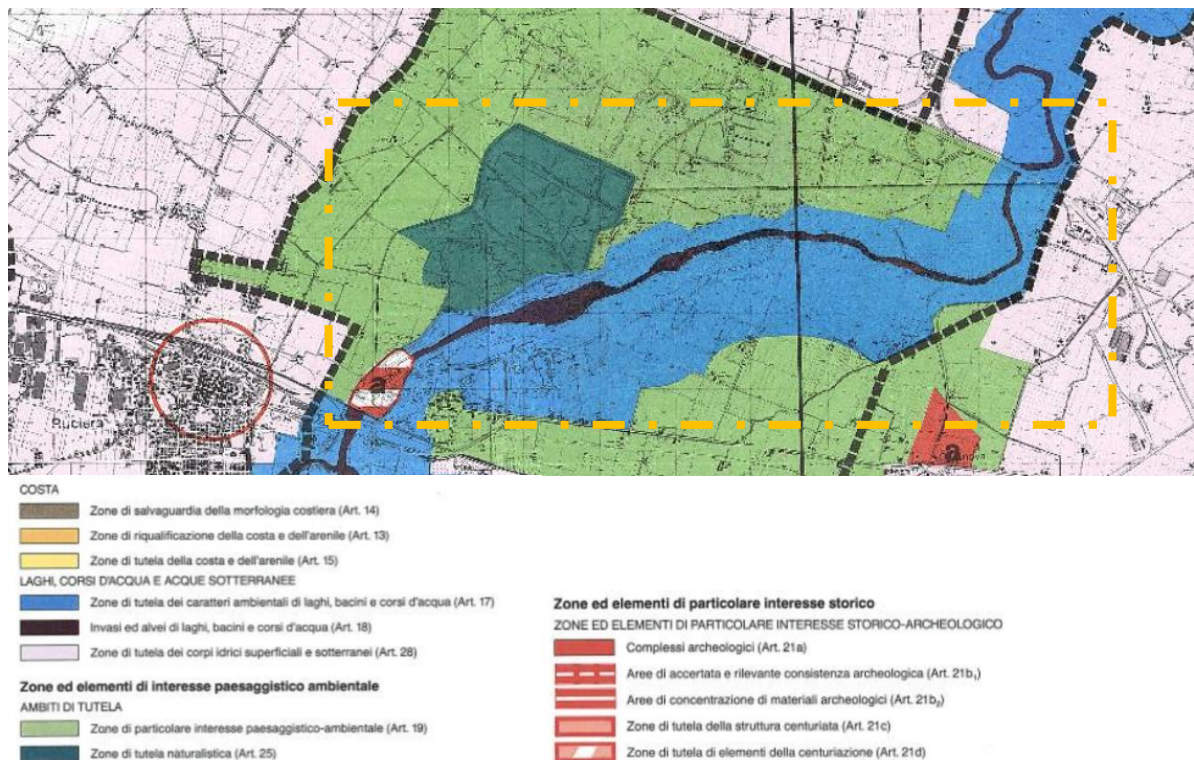 Rubiera
COSTA
Zone di salvaguardia della morfologia costiera (Art. 14)
Zone di riqualificazione della costa e dell'arenile (Art. 13)
Zone di tutela della costa e dell'arenile (Art. 15)
LAGHI, CORSI D'ACQUA E ACQUE SOTTERRANEE
Zone di tutela dei caratteri ambientali di laghi, bacini e corsi d'acqua (Art. 17)
Invasi ed alvei di laghi, bacini e corsi d'acqua (Art. 18)
Zone di tutela dei corpi idrici superficiali e sotterranei (Art. 28)
Zone ed elementi di interesse paesaggistico ambientale
AMBITI DI TUTELA
Zone di particolare interesse paesaggistico-ambientale (Art. 19)
Zone di tutela naturalistica (Art. 25)
Zone ed elementi di particolare interesse storico
ZONE ED ELEMENTI DI PARTICOLARE INTERESSE STORICO-ARCHEOLOGICO
Complessi archeologici (Art. 21a)
Aree di accertata e rilevante consistenza archeologica (Art. 21b₁)
Aree di concentrazione di materiali archeologici (Art. 21b₂)
Zone di tutela della struttura centuriata (Art. 21c)
Zone di tutela di elementi della centuriazione (Art. 21d)